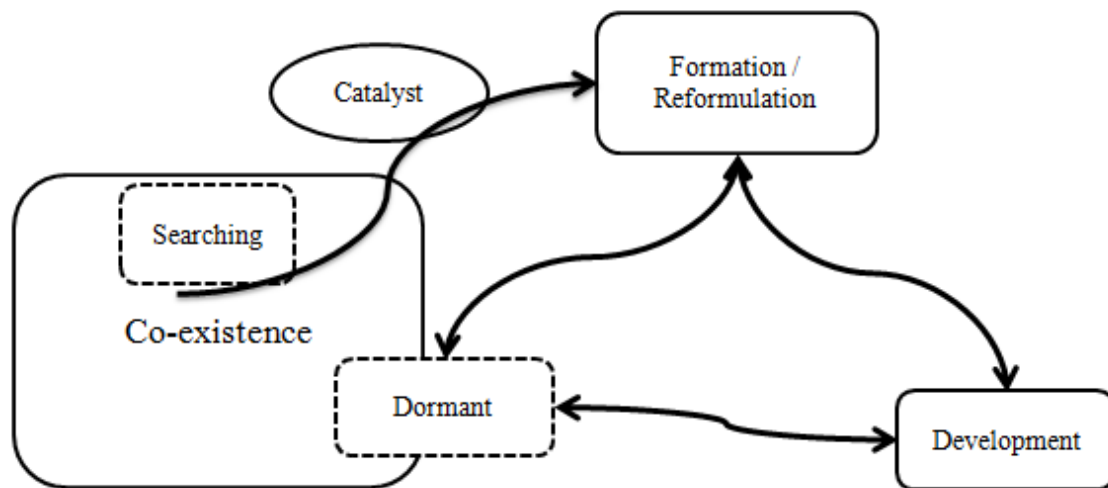 Catalyst
Formation /
Reformulation
Searching
Co-existence
Dormant
Development